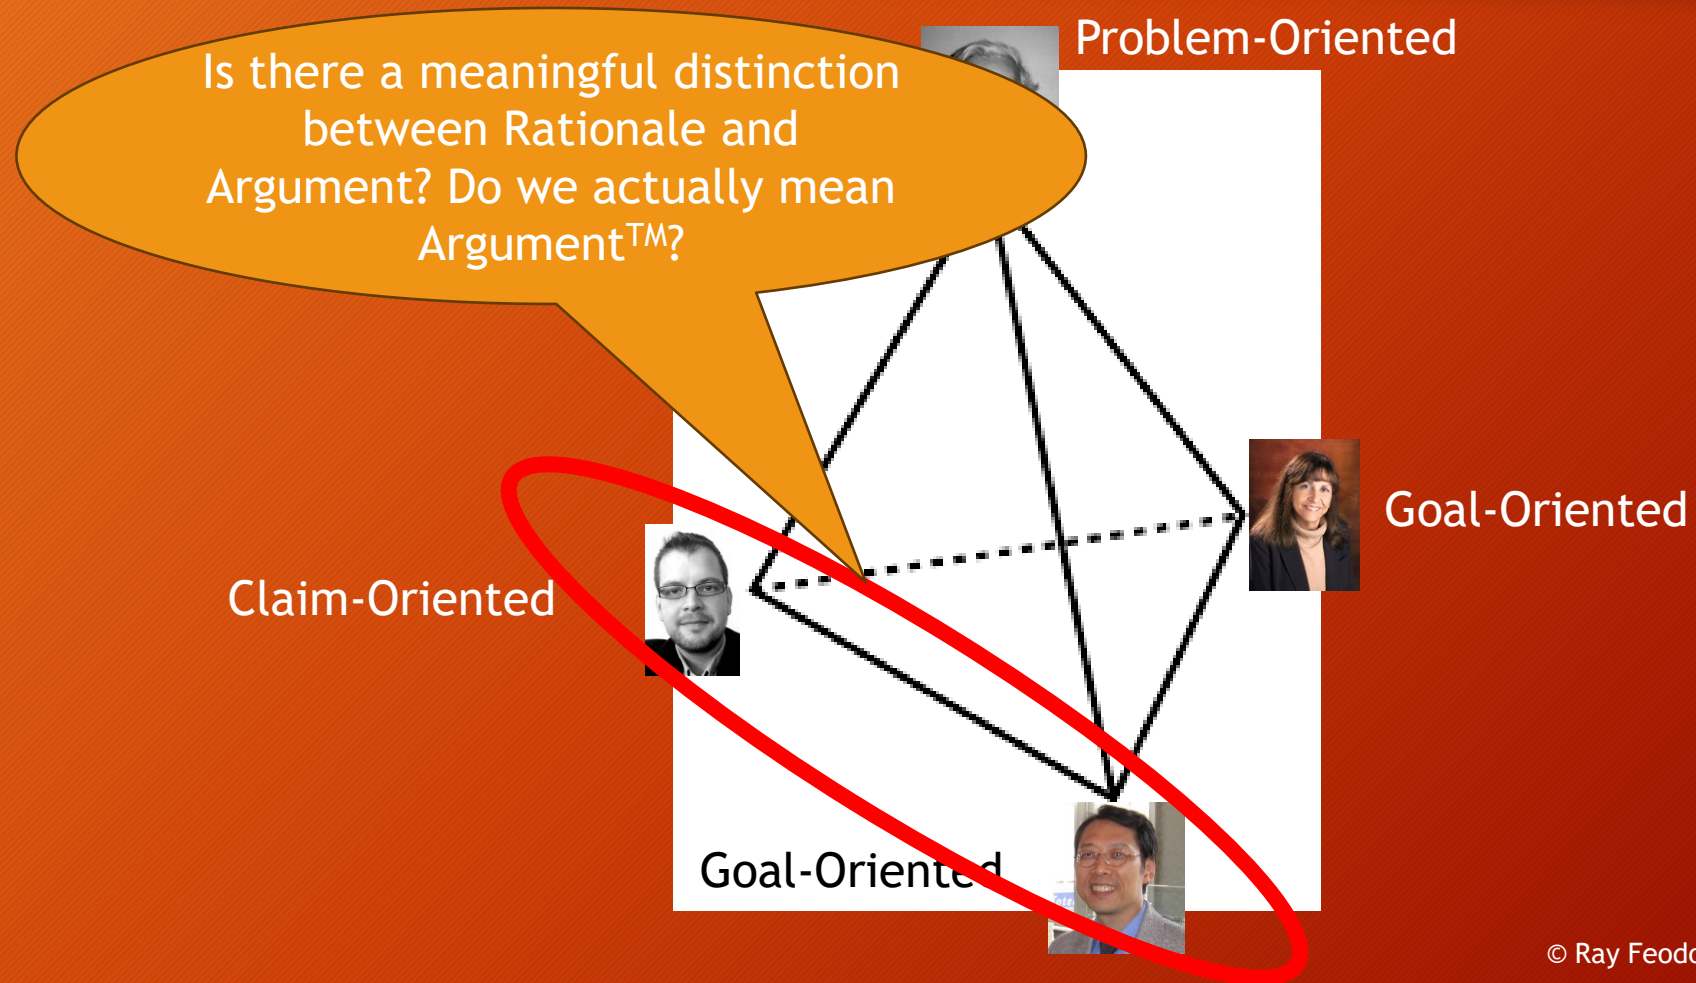 Problem-Oriented
Is there a meaningful distinction
between Rationale and
Argument? Do we actually mean
Argument™?
Goal-Oriented
Claim-Oriented
Goal-Oriented
© Ray